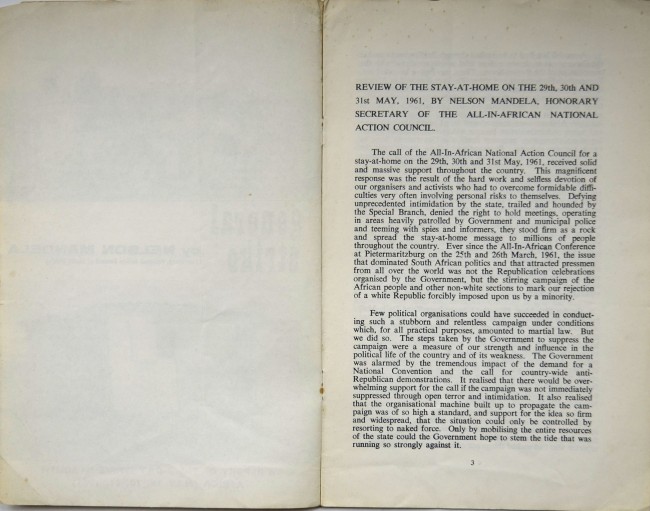 REVIEW OF THE STAY-AT-HOME ON THE 29th, 30th AND
31st MAY, 1961, BY NELSON MANDELA, HONORARY
SECRETARY OF THE ALL-IN-AFRICAN NATIONAL
ACTION COUNCIL.
The call of the All-In-African National Action Council for a
stay-at-home on the 29th, 30th and 31st May, 1961, received solid
and massive support throughout the country. This magnificent
response was the result of the hard work and selfless devotion of
our organisers and activists who had to overcome formidable diffi-
culties very often involving personal risks to themselves. Defying
unprecedented intimidation by the state, trailed and hounded by
the Special Branch, denied the right to hold meetings, operating
in areas heavily patrolled by Government and municipal police
and teeming with spies and informers, they stood firm as a rock
and spread the stay-at-home message to millions of people
throughout the country. Ever since the All-In-African Conference
at Pietermaritzburg on the 25th and 26th March, 1961, the issue
that dominated South African politics and that attracted pressmen
from all over the world was not the Republication celebrations
organised by the Government, but the stirring campaign of the
African people and other non-white sections to mark our rejection
of a white Republic forcibly imposed upon us by a minority.
Few political organisations could have succeeded in conduct-
ing such a stubborn and relentless campaign under conditions
which, for all practical purposes, amounted to martial law. But
we did so. The steps taken by the Government to suppress the
campaign were a measure of our strength and influence in the
political life of the country and of its weakness. The Government
was alarmed by the tremendous impact of the demand for a
National Convention and the call for country-wide anti-
Republican demonstrations. It realised that there would be over-
whelming support for the call if the campaign was not immediately
suppressed through open terror and intimidation. It also realised
that the organisational machine built up to propagate the cam-
paign was of so high a standard, and support for the idea so firm
and widespread, that the situation could only be controlled by
resorting to naked force. Only by mobilising the entire resources
of the state could the Government hope to stem the tide that was
running so strongly against it.
3